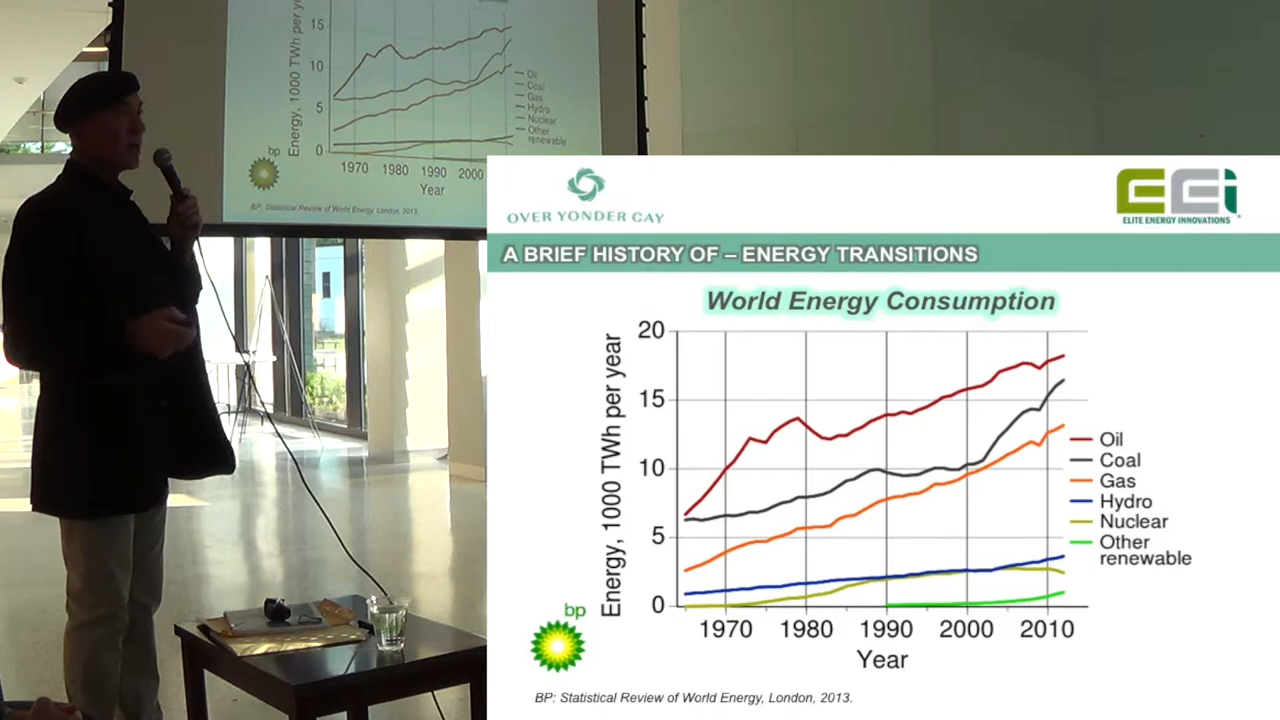 15
10
5
0
Energy, 1000 TWh per y
1970
1980
1990
2000
Year
Oil
Coal
Gas
Hydro
Nuclear
Other
renewable
bp
BP: Statistical Review of World Energy, London, 2013.
OVER YONDER CAY
EEi
ELITE ENERGY INNOVATIONS
A BRIEF HISTORY OF – ENERGY TRANSITIONS
World Energy Consumption
20
15
10
5
0
Energy, 1000 TWh per year
1970
1980
1990
2000
2010
Year
Oil
Coal
Gas
Hydro
Nuclear
Other
renewable
bp
BP: Statistical Review of World Energy, London, 2013.